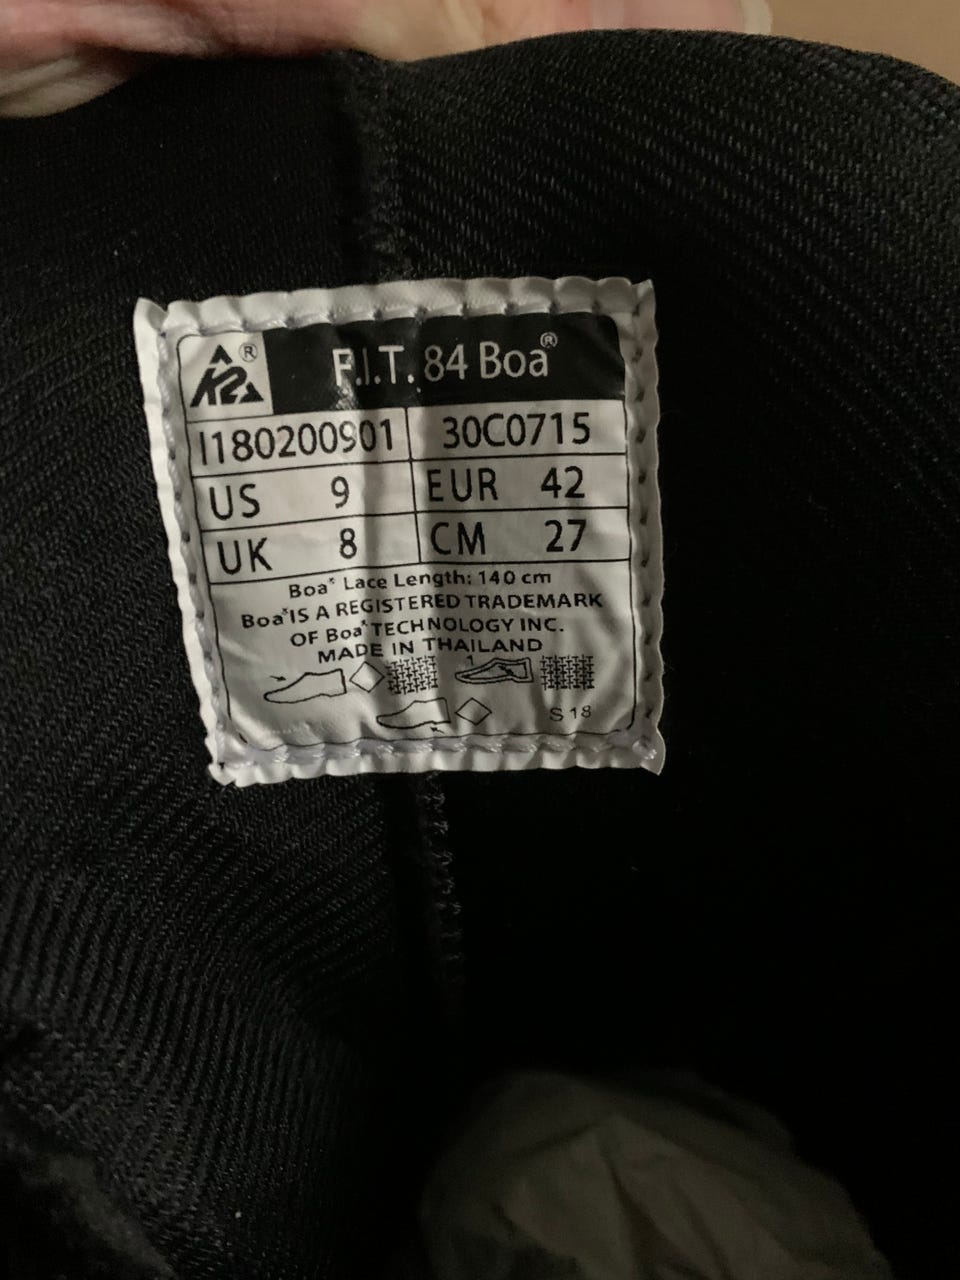 K2®
F.I.T. 84 Boa®
I180200901 30C0715
US 9 EUR 42
UK 8 CM 27
Boa® Lace Length: 140 cm
Boa® IS A REGISTERED TRADEMARK
OF Boa® TECHNOLOGY INC.
MADE IN THAILAND
S18